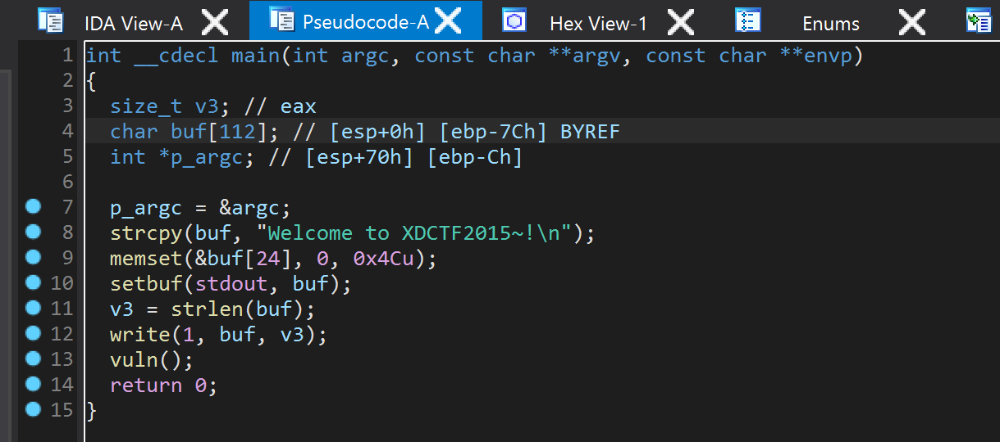 IDA View-A Pseudocode-A Hex View-1 Enums
1 int __cdecl main(int argc, const char **argv, const char **envp)
2 {
3   size_t v3; // eax
4   char buf[112]; // [esp+0h] [ebp-7Ch] BYREF
5   int *p_argc; // [esp+70h] [ebp-Ch]
6
7   p_argc = &argc;
8   strcpy(buf, "Welcome to XDCTF2015~!\n");
9   memset(&buf[24], 0, 0x4Cu);
10   setbuf(stdout, buf);
11   v3 = strlen(buf);
12   write(1, buf, v3);
13   vuln();
14   return 0;
15 }